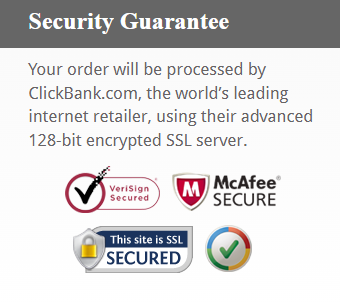 Security Guarantee
Your order will be processed by
ClickBank.com, the world's leading
internet retailer, using their advanced
128-bit encrypted SSL server.
VeriSign
Secured
McAfee
SECURE
This site is SSL
SECURED